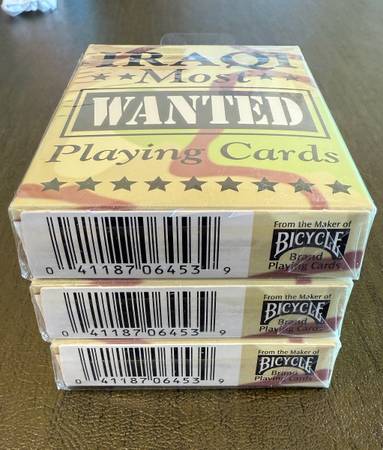 IRAQI
★★Most★★
WANTED
Playing Cards
★★★★★★★★★
From the Maker of
BICYCLE
Brand
Playing Cards
0 41187 06453 9
From the Maker of
BICYCLE
Brand
Playing Cards
0 41187 06453 9
From the Maker of
BICYCLE
Brand
Playing Cards
0 41187 06453 9